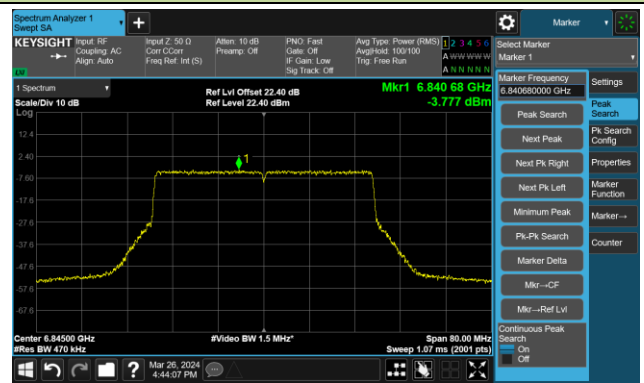 Spectrum Analyzer 1
Swept SA
Marker
KEYSIGHT
Input: RF
Coupling: AC
Align: Auto
Input Z: 50 Ω
Corr CCorr
Freq Ref: Int (S)
Atten: 10 dB
Preamp: Off
PNO: Fast
Gate: Off
IF Gain: Low
Sig Track: Off
Avg Type: Power (RMS)
Avg|Hold: 100/100
Trig: Free Run
1 2 3 4 5 6
A W W W W W
A N N N N N
LXI
Select Marker
Marker 1
1 Spectrum
Scale/Div 10 dB
Ref Lvl Offset 22.40 dB
Ref Level 22.40 dBm
Mkr1 6.840 68 GHz
-3.777 dBm
Log
12.4
2.40
-7.60
-17.6
-27.6
-37.6
-47.6
-57.6
-67.6
1
Center 6.84500 GHz
#Res BW 470 kHz
#Video BW 1.5 MHz*
Span 80.00 MHz
Sweep 1.07 ms (2001 pts)
Marker Frequency
6.840680000 GHz
Peak Search
Next Peak
Next Pk Right
Next Pk Left
Minimum Peak
Pk-Pk Search
Marker Delta
Mkr→CF
Mkr→Ref Lvl
Continuous Peak
Search
On
Off
Settings
Peak
Search
Pk Search
Config
Properties
Marker
Function
Marker→
Counter
?
Mar 26, 2024
4:44:07 PM